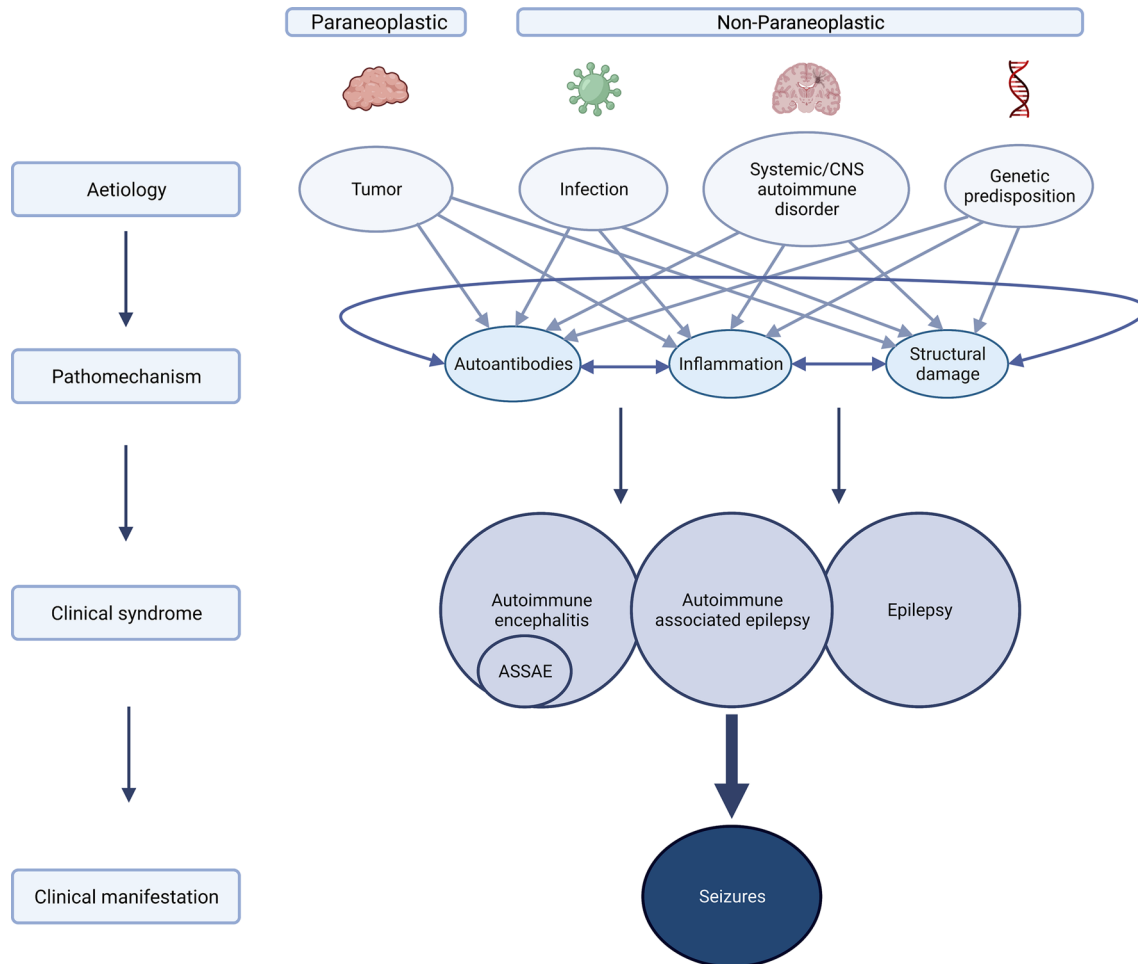 Paraneoplastic
Non-Paraneoplastic
Aetiology
Tumor
Infection
Systemic/CNS
autoimmune
disorder
Genetic
predisposition
Pathomechanism
Autoantibodies
Inflammation
Structural
damage
Clinical syndrome
Autoimmune
encephalitis
ASSAE
Autoimmune
associated epilepsy
Epilepsy
Clinical manifestation
Seizures